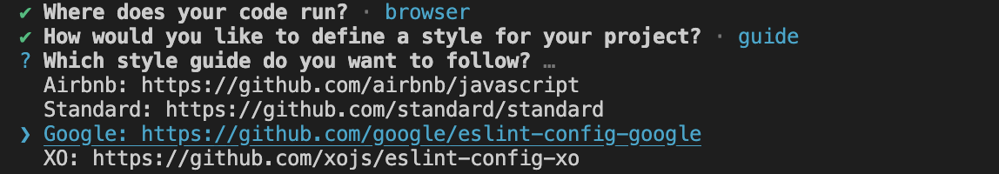 ✔ Where does your code run? · browser
✔ How would you like to define a style for your project? · guide
? Which style guide do you want to follow? …
Airbnb: https://github.com/airbnb/javascript
Standard: https://github.com/standard/standard
❯ Google: https://github.com/google/eslint-config-google
XO: https://github.com/xojs/eslint-config-xo